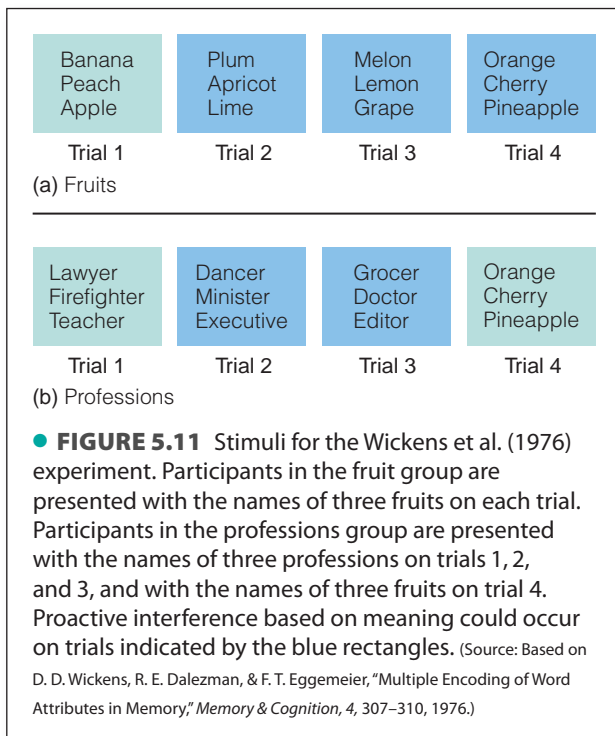 Banana Plum Melon Orange
Peach Apricot Lemon Cherry
Apple Lime Grape Pineapple
Trial 1 Trial 2 Trial 3 Trial 4
(a) Fruits
Lawyer Dancer Grocer Orange
Firefighter Minister Doctor Cherry
Teacher Executive Editor Pineapple
Trial 1 Trial 2 Trial 3 Trial 4
(b) Professions
● FIGURE 5.11 Stimuli for the Wickens et al. (1976)
experiment. Participants in the fruit group are
presented with the names of three fruits on each trial.
Participants in the professions group are presented
with the names of three professions on trials 1, 2,
and 3, and with the names of three fruits on trial 4.
Proactive interference based on meaning could occur
on trials indicated by the blue rectangles. (Source: Based on
D. D. Wickens, R. E. Dalezman, & F. T. Eggemeier, “Multiple Encoding of Word
Attributes in Memory,” Memory & Cognition, 4, 307–310, 1976.)